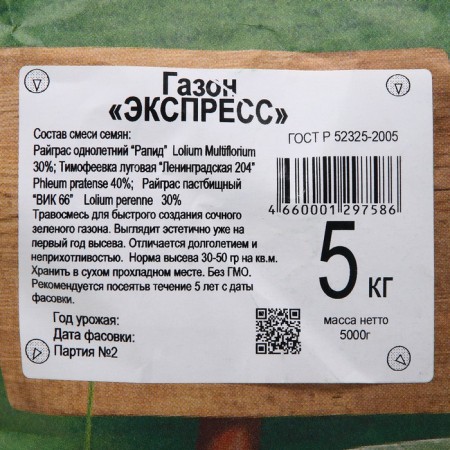 Газон
«ЭКСПРЕСС»
Состав смеси семян:
Райграс однолетний "Рапид" Lolium Multiflorium
30%; Тимофеевка луговая "Ленинградская 204"
Phleum pratense 40%; Райграс пастбищный
"ВИК 66" Lolium perenne 30%
Травосмесь для быстрого создания сочного
зеленого газона. Выглядит эстетично уже на
первый год высева. Отличается долголетием и
неприхотливостью. Норма высева 30-50 гр на кв.м.
Хранить в сухом прохладном месте. Без ГМО.
Рекомендуется посеятьв течение 5 лет с даты
фасовки.
Год урожая:
Дата фасовки:
Партия №2
ГОСТ Р 52325-2005
4 660001 297586
5 кг
масса нетто
5000г